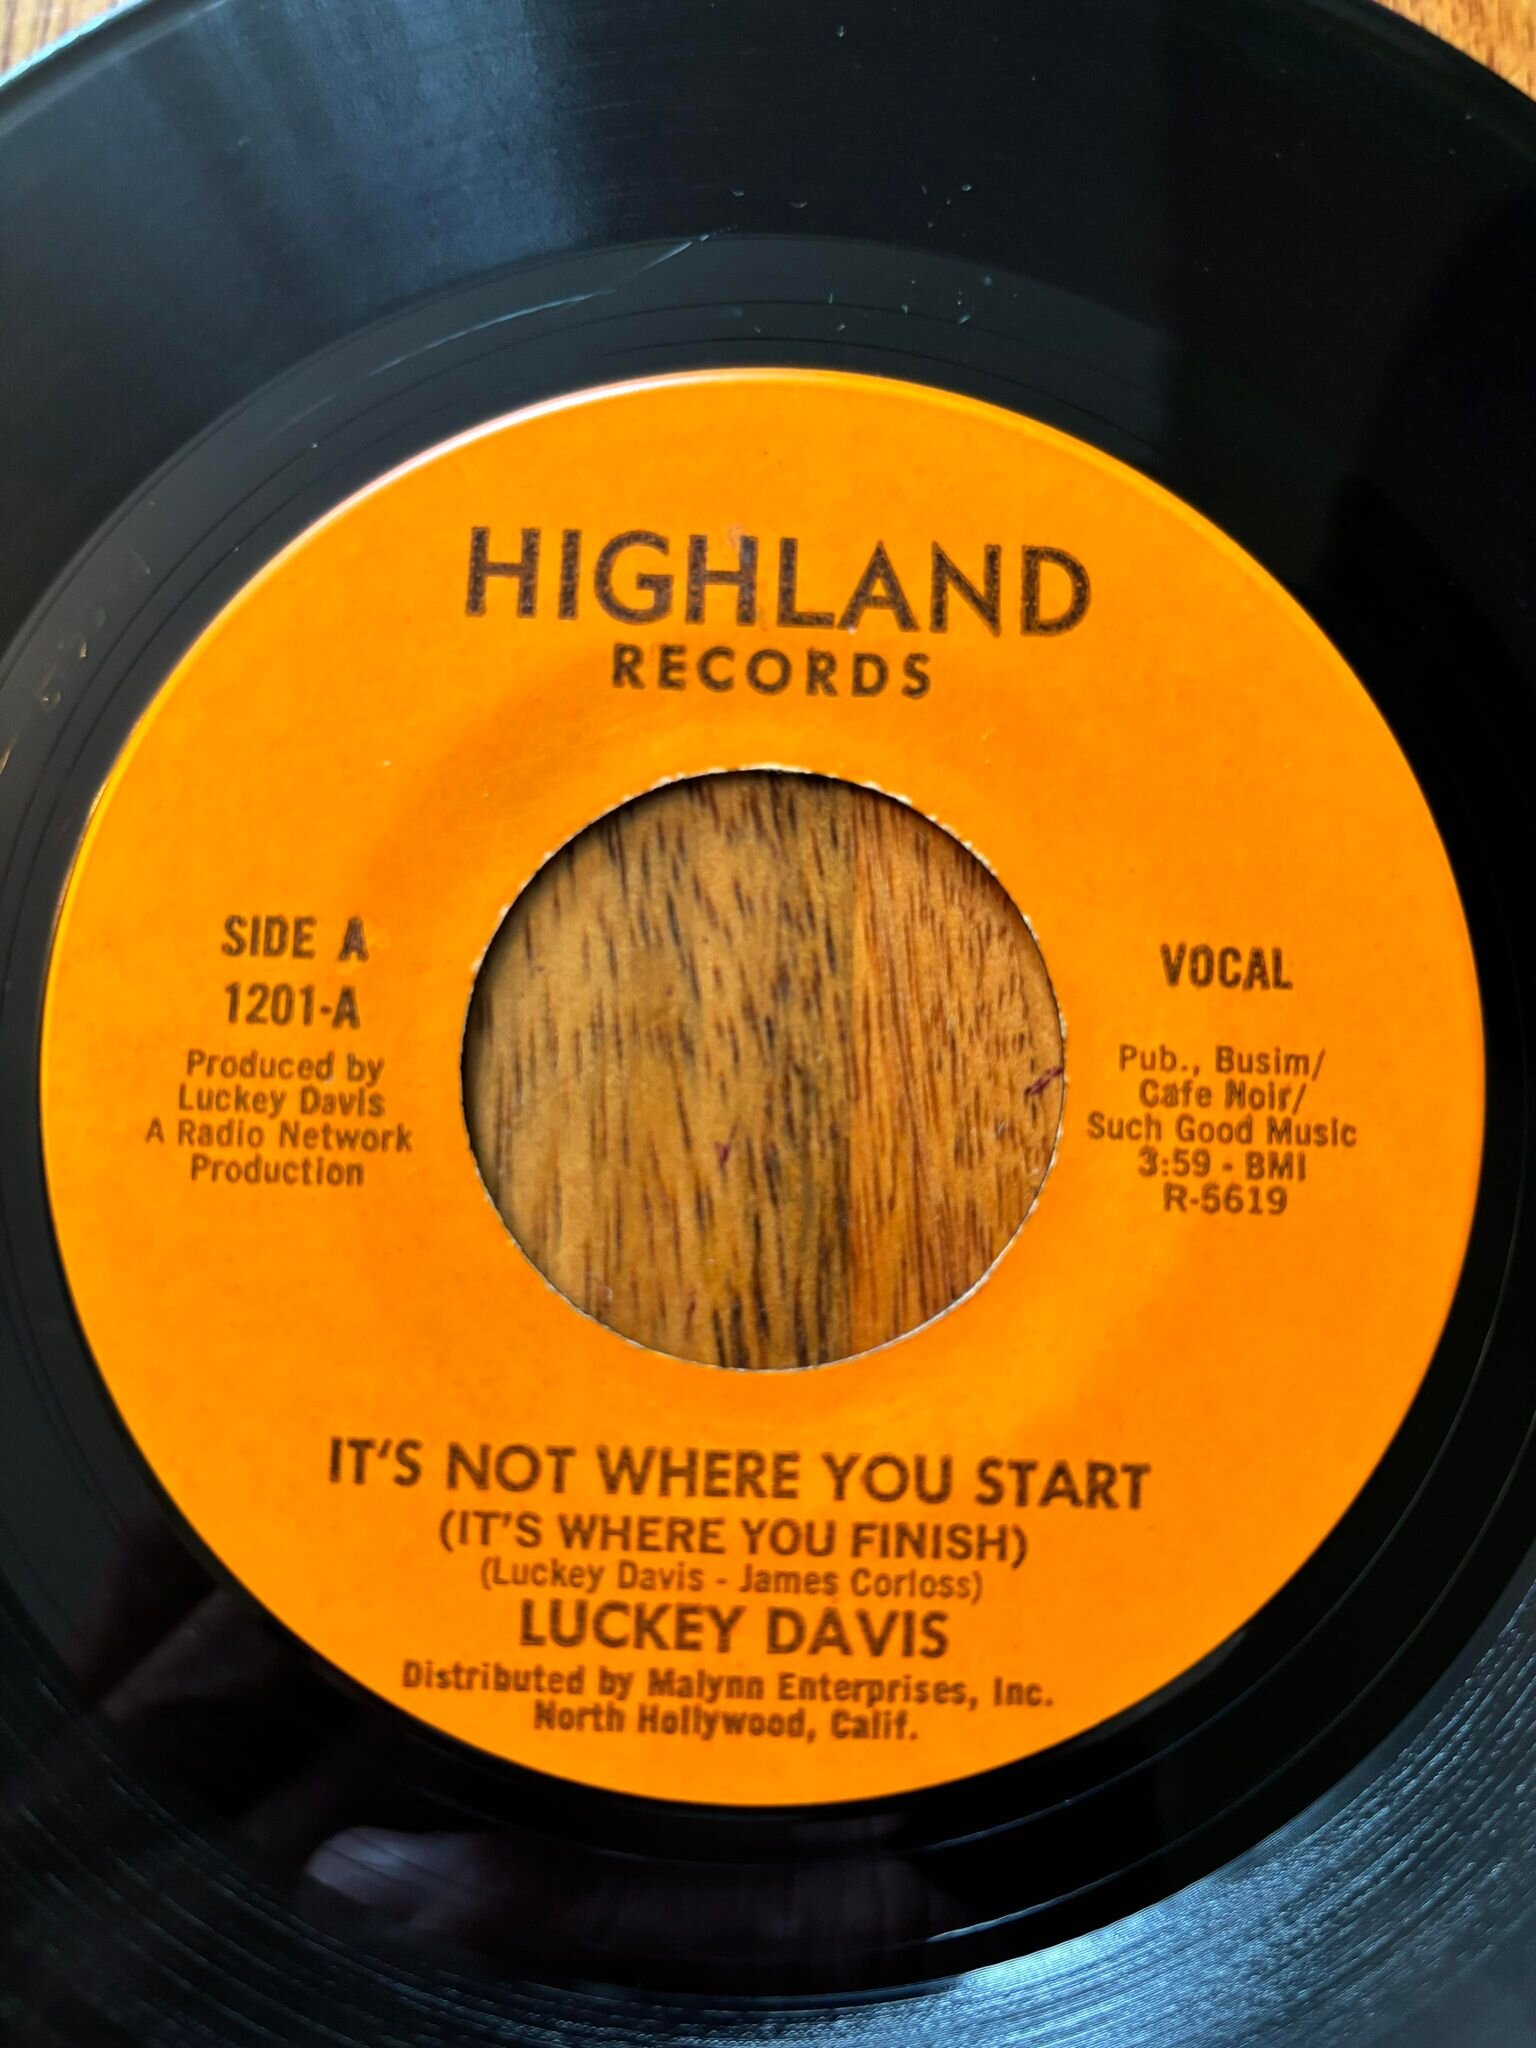 HIGHLAND
RECORDS
SIDE A
1201-A
Produced by
Luckey Davis
A Radio Network
Production
VOCAL
Pub., Busim/
Cafe Noir/
Such Good Music
3:59 - BMI
R-5619
IT'S NOT WHERE YOU START
(IT'S WHERE YOU FINISH)
(Luckey Davis - James Corloss)
LUCKEY DAVIS
Distributed by Malynn Enterprises, Inc.
North Hollywood, Calif.